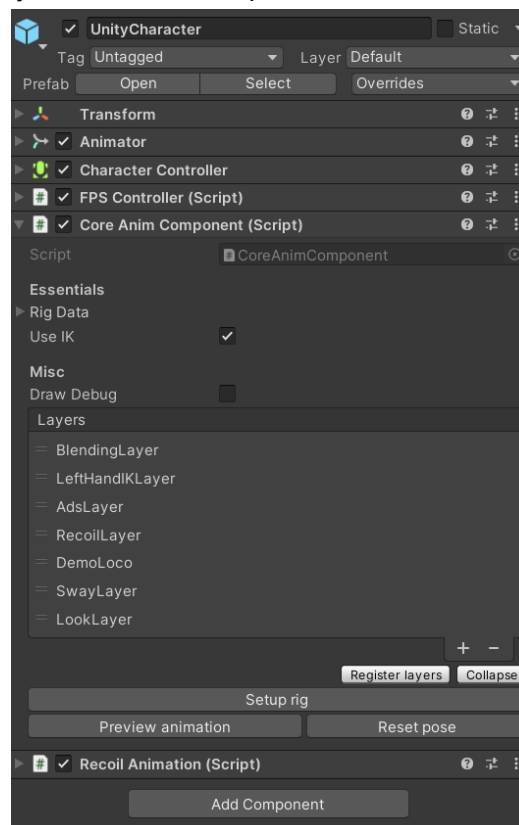 UnityCharacter Static
Tag Untagged Layer Default
Prefab Open Select Overrides
Transform
Animator
Character Controller
# FPS Controller (Script)
# Core Anim Component (Script)
Script # CoreAnimComponent
Essentials
Rig Data
Use IK
Misc
Draw Debug
Layers
BlendingLayer
LeftHandIKLayer
AdsLayer
RecoilLayer
DemoLoco
SwayLayer
LookLayer
+ −
Register layers Collapse
Setup rig
Preview animation Reset pose
# Recoil Animation (Script)
Add Component